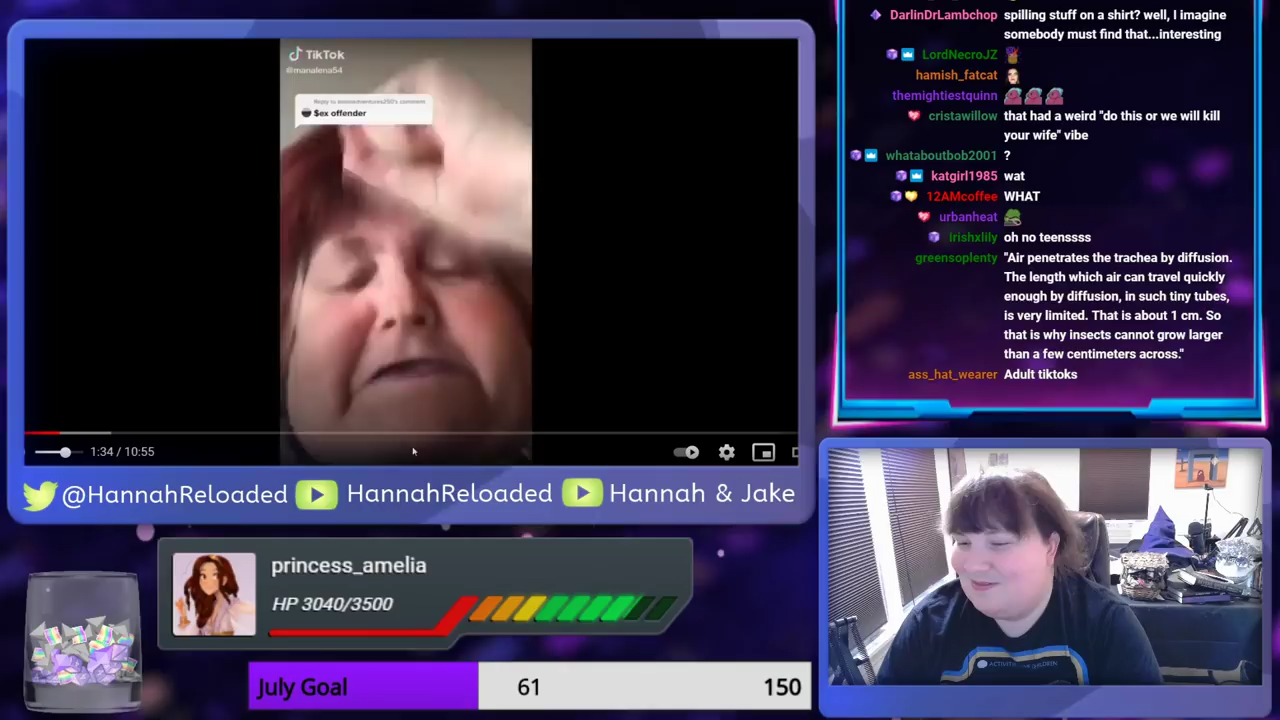 TikTok
@manalena54
$ex offender
1:34 / 10:55
@HannahReloaded
HannahReloaded
Hannah & Jake
princess_amelia
HP 3040/3500
July Goal
61
150
DarlinDrLambchop spilling stuff on a shirt? well, I imagine
somebody must find that...interesting
LordNecroJZ
hamish_fatcat
themightiestquinn
cristawillow that had a weird "do this or we will kill
your wife" vibe
whataboutbob2001 ?
katgirl1985 wat
12AMcoffee WHAT
urbanheat
Irishxlily oh no teenssss
greensoplenty "Air penetrates the trachea by diffusion.
The length which air can travel quickly
enough by diffusion, in such tiny tubes,
is very limited. That is about 1 cm. So
that is why insects cannot grow larger
than a few centimeters across."
ass_hat_wearer Adult tiktoks